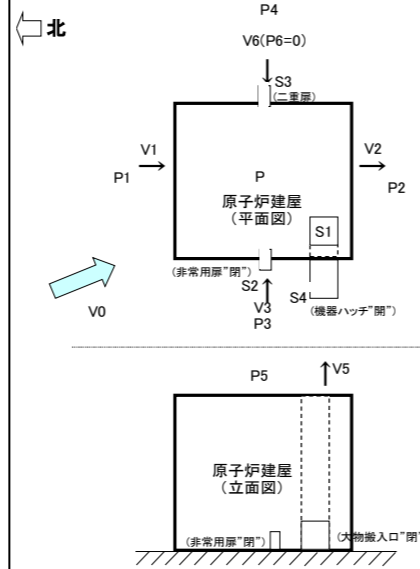 北
P4
V6(P6=0)
S3
(二重扉)
V1
V2
P1
P
P2
原子炉建屋
(平面図)
S1
(非常用扉"閉")
S2
S4
(機器ハッチ"開")
V0
V3
P3
P5
V5
原子炉建屋
(立面図)
(非常用扉"閉")
(大物搬入口"閉"